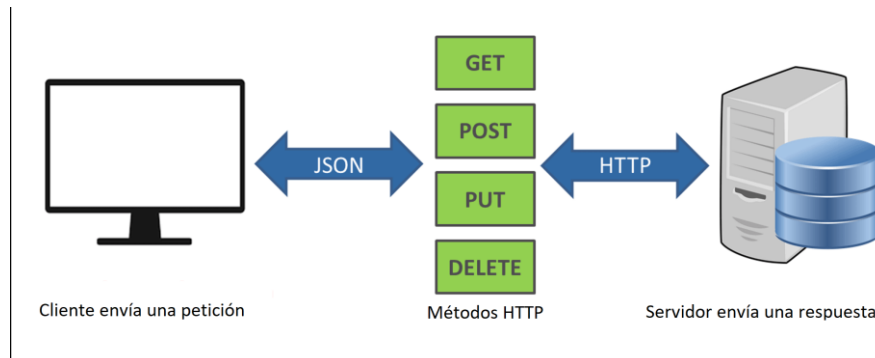 GET
POST
JSON
HTTP
PUT
DELETE
Cliente envía una petición
Métodos HTTP
Servidor envía una respuesta